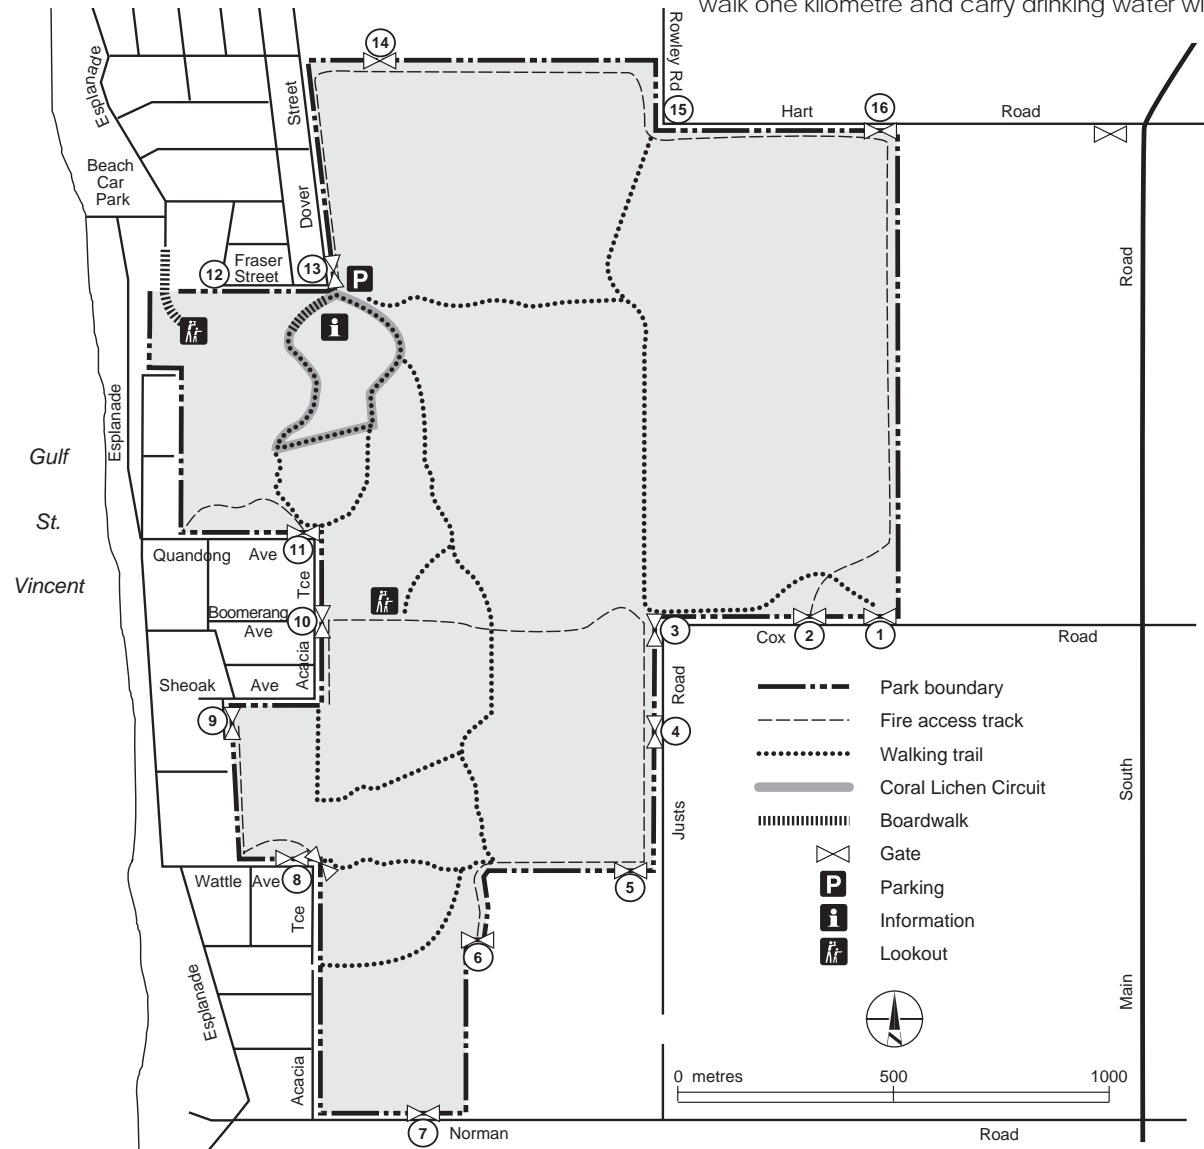 walk one kilometre and carry drinking water wi
14
Rowley Rd
15
Hart
16
Road
Esplanade
Street
Beach
Car
Park
Dover
Road
12
Fraser
Street
13
P
i
Esplanade
Gulf
St.
Vincent
Quandong Ave
11
Tce
Boomerang
Ave
10
Acacia
Sheoak Ave
9
3
Cox
2
1
Road
Road
4
Justs
Park boundary
Fire access track
Walking trail
Coral Lichen Circuit
Boardwalk
Gate
P Parking
i Information
Lookout
South
Main
Wattle Ave
8
Tce
5
6
Esplanade
Acacia
0 metres 500 1000
7
Norman
Road